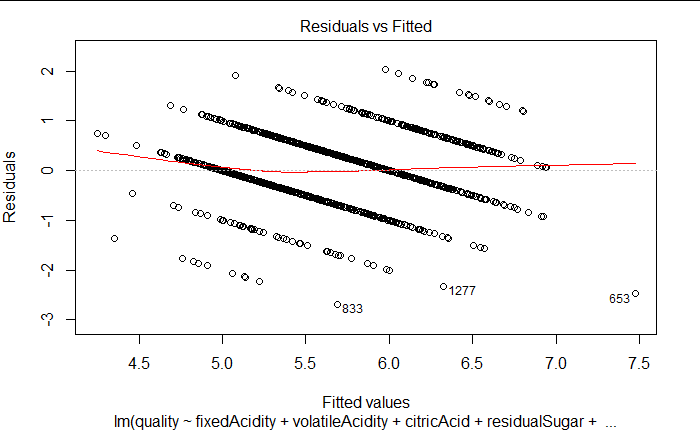 Residuals vs Fitted
Residuals
2
1
0
-1
-2
-3
833
1277
653
4.5 5.0 5.5 6.0 6.5 7.0 7.5
Fitted values
lm(quality ~ fixedAcidity + volatileAcidity + citricAcid + residualSugar + ...